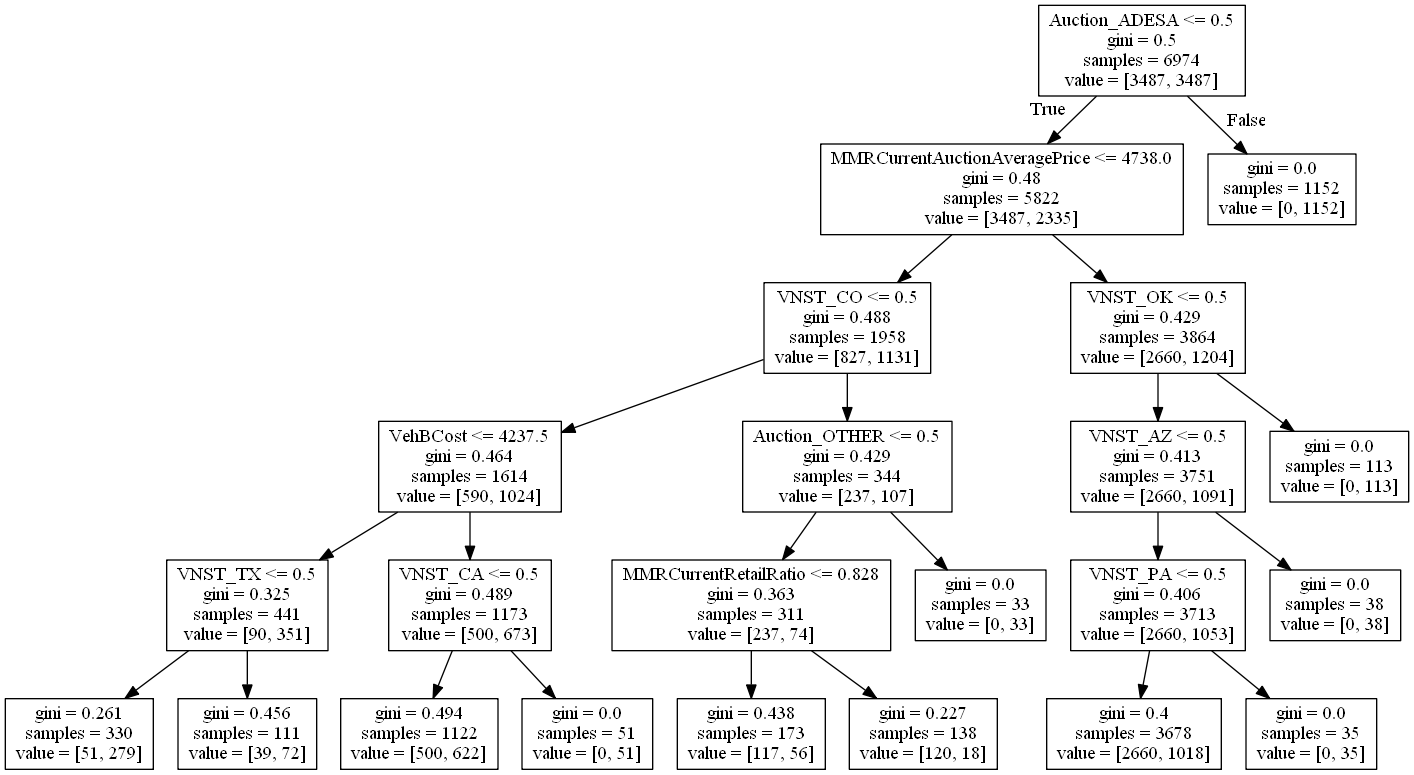 Auction_ADESA <= 0.5
gini = 0.5
samples = 6974
value = [3487, 3487]
True
False
MMRCurrentAuctionAveragePrice <= 4738.0
gini = 0.48
samples = 5822
value = [3487, 2335]
gini = 0.0
samples = 1152
value = [0, 1152]
VNST_CO <= 0.5
gini = 0.488
samples = 1958
value = [827, 1131]
VNST_OK <= 0.5
gini = 0.429
samples = 3864
value = [2660, 1204]
VehBCost <= 4237.5
gini = 0.464
samples = 1614
value = [590, 1024]
Auction_OTHER <= 0.5
gini = 0.429
samples = 344
value = [237, 107]
VNST_AZ <= 0.5
gini = 0.413
samples = 3751
value = [2660, 1091]
gini = 0.0
samples = 113
value = [0, 113]
VNST_TX <= 0.5
gini = 0.325
samples = 441
value = [90, 351]
VNST_CA <= 0.5
gini = 0.489
samples = 1173
value = [500, 673]
MMRCurrentRetailRatio <= 0.828
gini = 0.363
samples = 311
value = [237, 74]
gini = 0.0
samples = 33
value = [0, 33]
VNST_PA <= 0.5
gini = 0.406
samples = 3713
value = [2660, 1053]
gini = 0.0
samples = 38
value = [0, 38]
gini = 0.261
samples = 330
value = [51, 279]
gini = 0.456
samples = 111
value = [39, 72]
gini = 0.494
samples = 1122
value = [500, 622]
gini = 0.0
samples = 51
value = [0, 51]
gini = 0.438
samples = 173
value = [117, 56]
gini = 0.227
samples = 138
value = [120, 18]
gini = 0.4
samples = 3678
value = [2660, 1018]
gini = 0.0
samples = 35
value = [0, 35]